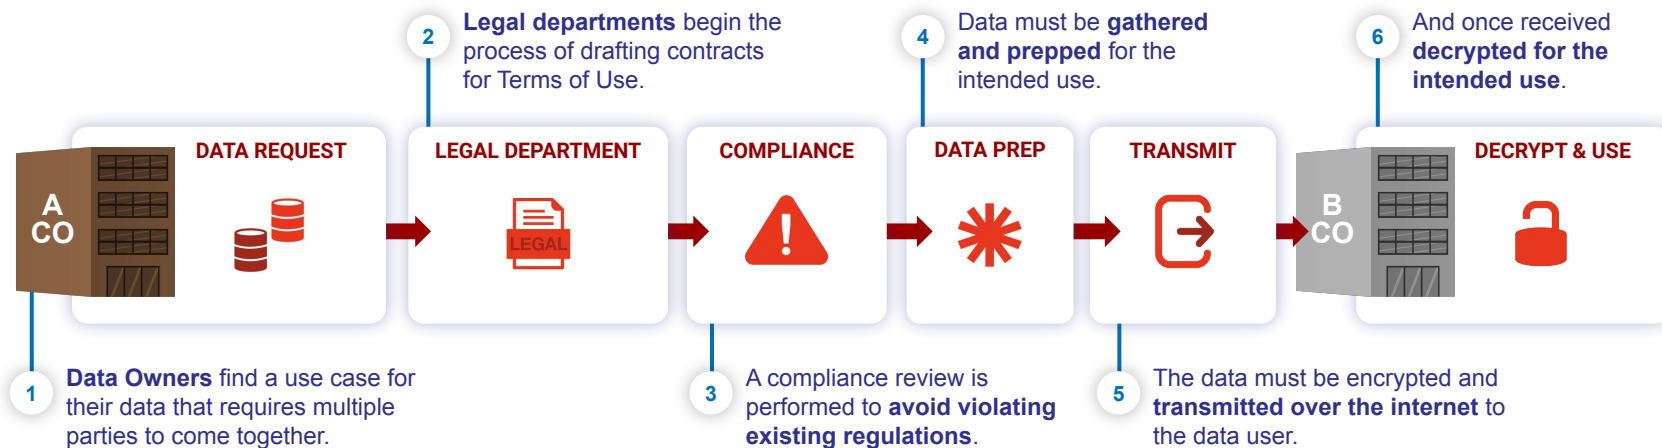 2
Legal departments begin the
process of drafting contracts
for Terms of Use.
4
Data must be gathered
and prepped for the
intended use.
6
And once received
decrypted for the
intended use.
A
CO
DATA REQUEST
LEGAL DEPARTMENT
LEGAL
COMPLIANCE
DATA PREP
TRANSMIT
B
CO
DECRYPT & USE
1
Data Owners find a use case for
their data that requires multiple
parties to come together.
3
A compliance review is
performed to avoid violating
existing regulations.
5
The data must be encrypted and
transmitted over the internet to
the data user.